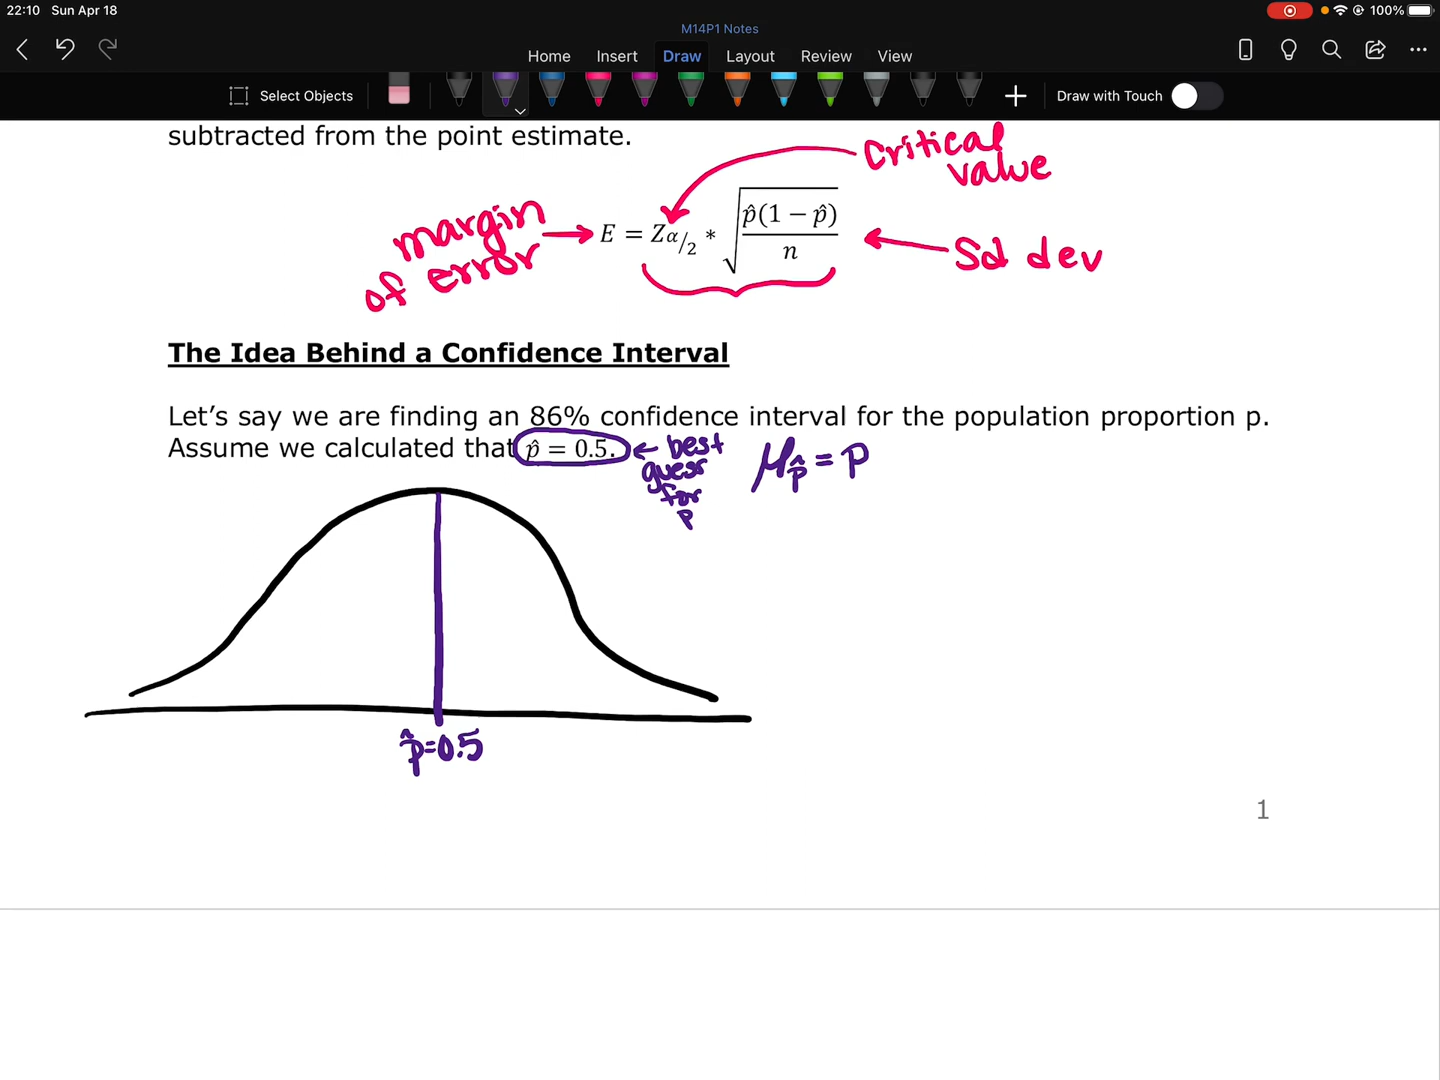 22:10 Sun Apr 18
100%
M14P1 Notes
Home Insert Draw Layout Review View
Select Objects
Draw with Touch
subtracted from the point estimate.
Critical
value
margin
of error
E = Zα/2 * √(p̂(1 − p̂)/n)
Sd dev
The Idea Behind a Confidence Interval
Let’s say we are finding an 86% confidence interval for the population proportion p.
Assume we calculated that p̂ = 0.5.
← best
guess
for
p
μp̂ = p
p̂=0.5
1